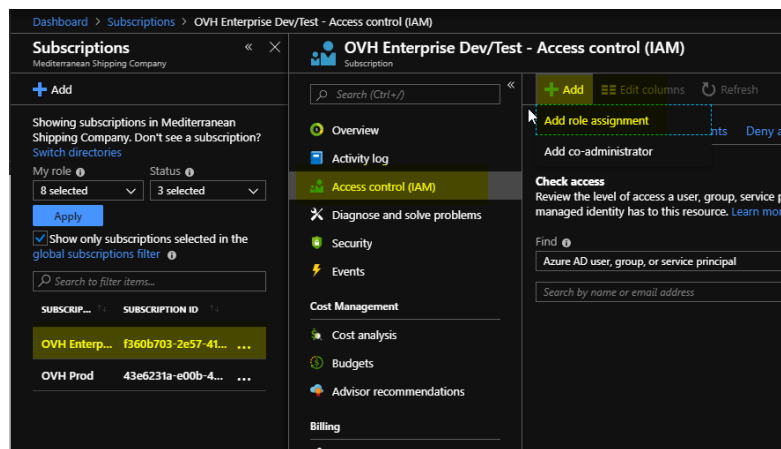 Dashboard > Subscriptions > OVH Enterprise Dev/Test - Access control (IAM)
Subscriptions
Mediterranean Shipping Company
Add
Showing subscriptions in Mediterranean
Shipping Company. Don't see a subscription?
Switch directories
My role
Status
8 selected
3 selected
Apply
Show only subscriptions selected in the
global subscriptions filter
Search to filter items...
SUBSCRIP...
SUBSCRIPTION ID
OVH Enterp...
f360b703-2e57-41...
...
OVH Prod
43e6231a-e00b-4...
...
OVH Enterprise Dev/Test - Access control (IAM)
Subscription
Search (Ctrl+/)
Overview
Activity log
Access control (IAM)
Diagnose and solve problems
Security
Events
Cost Management
Cost analysis
Budgets
Advisor recommendations
Billing
Add
Edit columns
Refresh
Add role assignment
Add co-administrator
nts
Deny a
Check access
Review the level of access a user, group, service p
managed identity has to this resource. Learn mor
Find
Azure AD user, group, or service principal
Search by name or email address